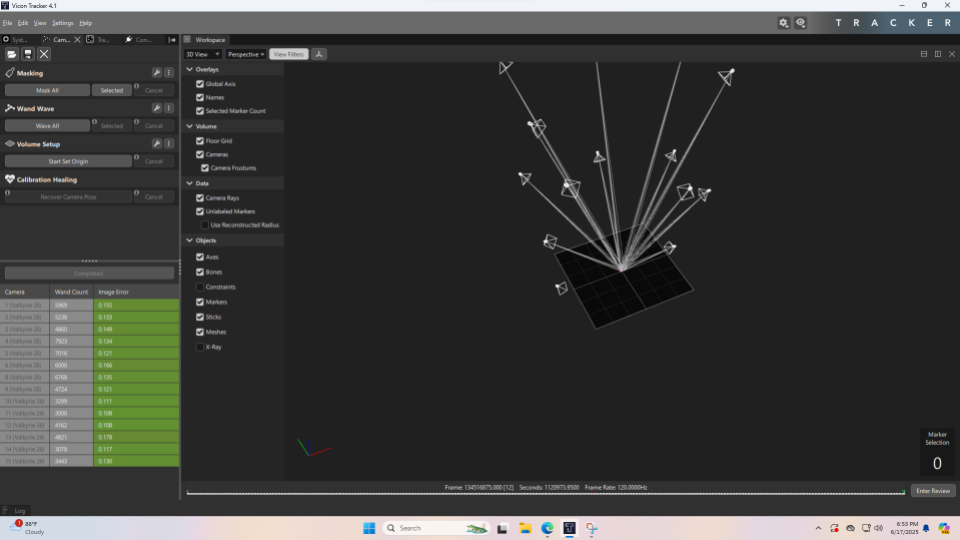 Vicon Tracker 4.1
File Edit View Settings Help
TRACKER
Syst...
Cam...
Tra...
Con...
Workspace
3D View
Perspective
View Filters
Masking
Mask All
Selected
Cancel
Wand Wave
Wave All
Selected
Cancel
Volume Setup
Start Set Origin
Cancel
Calibration Healing
Recover Camera Pose
Cancel
Completed
Camera Wand Count Image Error
1 (Valkyrie 26) 5969 0.155
2 (Valkyrie 26) 5238 0.133
3 (Valkyrie 26) 4860 0.149
4 (Valkyrie 26) 7923 0.134
5 (Valkyrie 26) 7016 0.121
6 (Valkyrie 26) 6000 0.166
8 (Valkyrie 26) 6768 0.135
9 (Valkyrie 26) 4724 0.121
10 (Valkyrie 26) 3299 0.111
11 (Valkyrie 26) 3000 0.108
12 (Valkyrie 26) 4162 0.108
13 (Valkyrie 26) 4821 0.178
14 (Valkyrie 26) 3078 0.117
15 (Valkyrie 26) 3443 0.130
Overlays
Global Axis
Names
Selected Marker Count
Volume
Floor Grid
Cameras
Camera Frustums
Data
Camera Rays
Unlabeled Markers
Use Reconstructed Radius
Objects
Axes
Bones
Constraints
Markers
Sticks
Meshes
X-Ray
Marker
Selection
0
Frame: 134516875.000 [12] Seconds: 1120973.9500 Frame Rate: 120.0000Hz
Enter Review
Log
1
86°F
Cloudy
Search
6:53 PM
6/17/2025